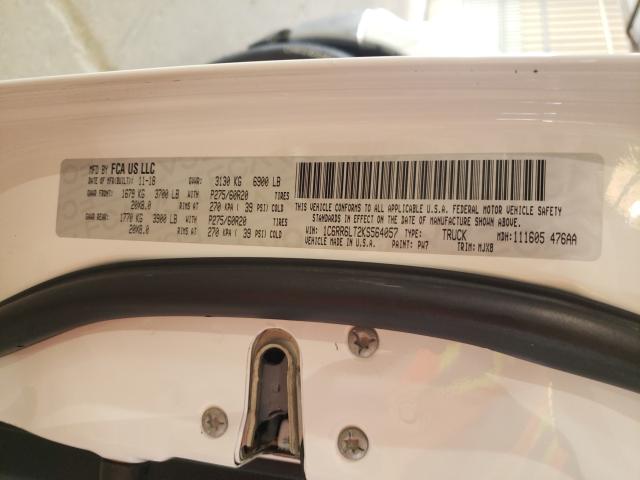 MFD BY FCA US LLC
DATE OF MFR(BUILT): 11-18 GVWR: 3130 KG 6900 LB
GAWR FRONT: 1679 KG 3700 LB WITH P275/60R20 TIRES
20X8.0 RIMS AT 270 KPA ( 39 PSI) COLD
GAWR REAR: 1770 KG 3900 LB WITH P275/60R20 TIRES
20X8.0 RIMS AT 270 KPA ( 39 PSI) COLD
THIS VEHICLE CONFORMS TO ALL APPLICABLE U.S.A. FEDERAL MOTOR VEHICLE SAFETY
STANDARDS IN EFFECT ON THE DATE OF MANUFACTURE SHOWN ABOVE.
VIN: 1C6RR6LT2KS564057 TYPE: TRUCK MDH: 111605 476AA
VEHICLE MADE IN U.S.A. PAINT: PW7 TRIM: MJX8